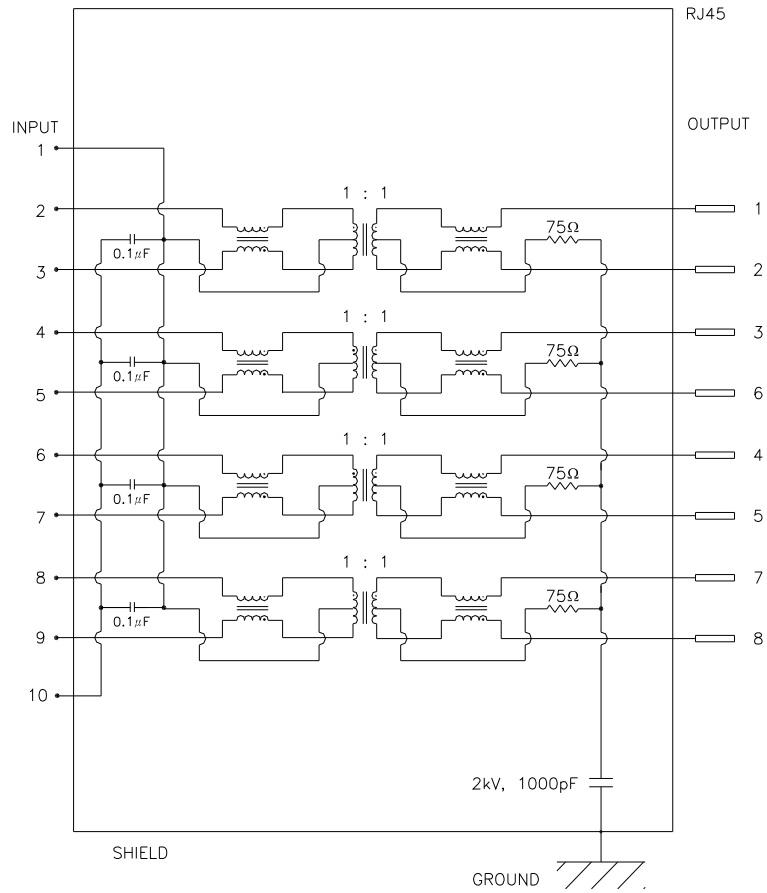 RJ45
INPUT
OUTPUT
1
1 : 1
2
1
75Ω
0.1μF
3
2
1 : 1
4
3
75Ω
0.1μF
5
6
1 : 1
6
4
75Ω
0.1μF
7
5
1 : 1
8
7
75Ω
0.1μF
9
8
10
2kV, 1000pF
SHIELD
GROUND